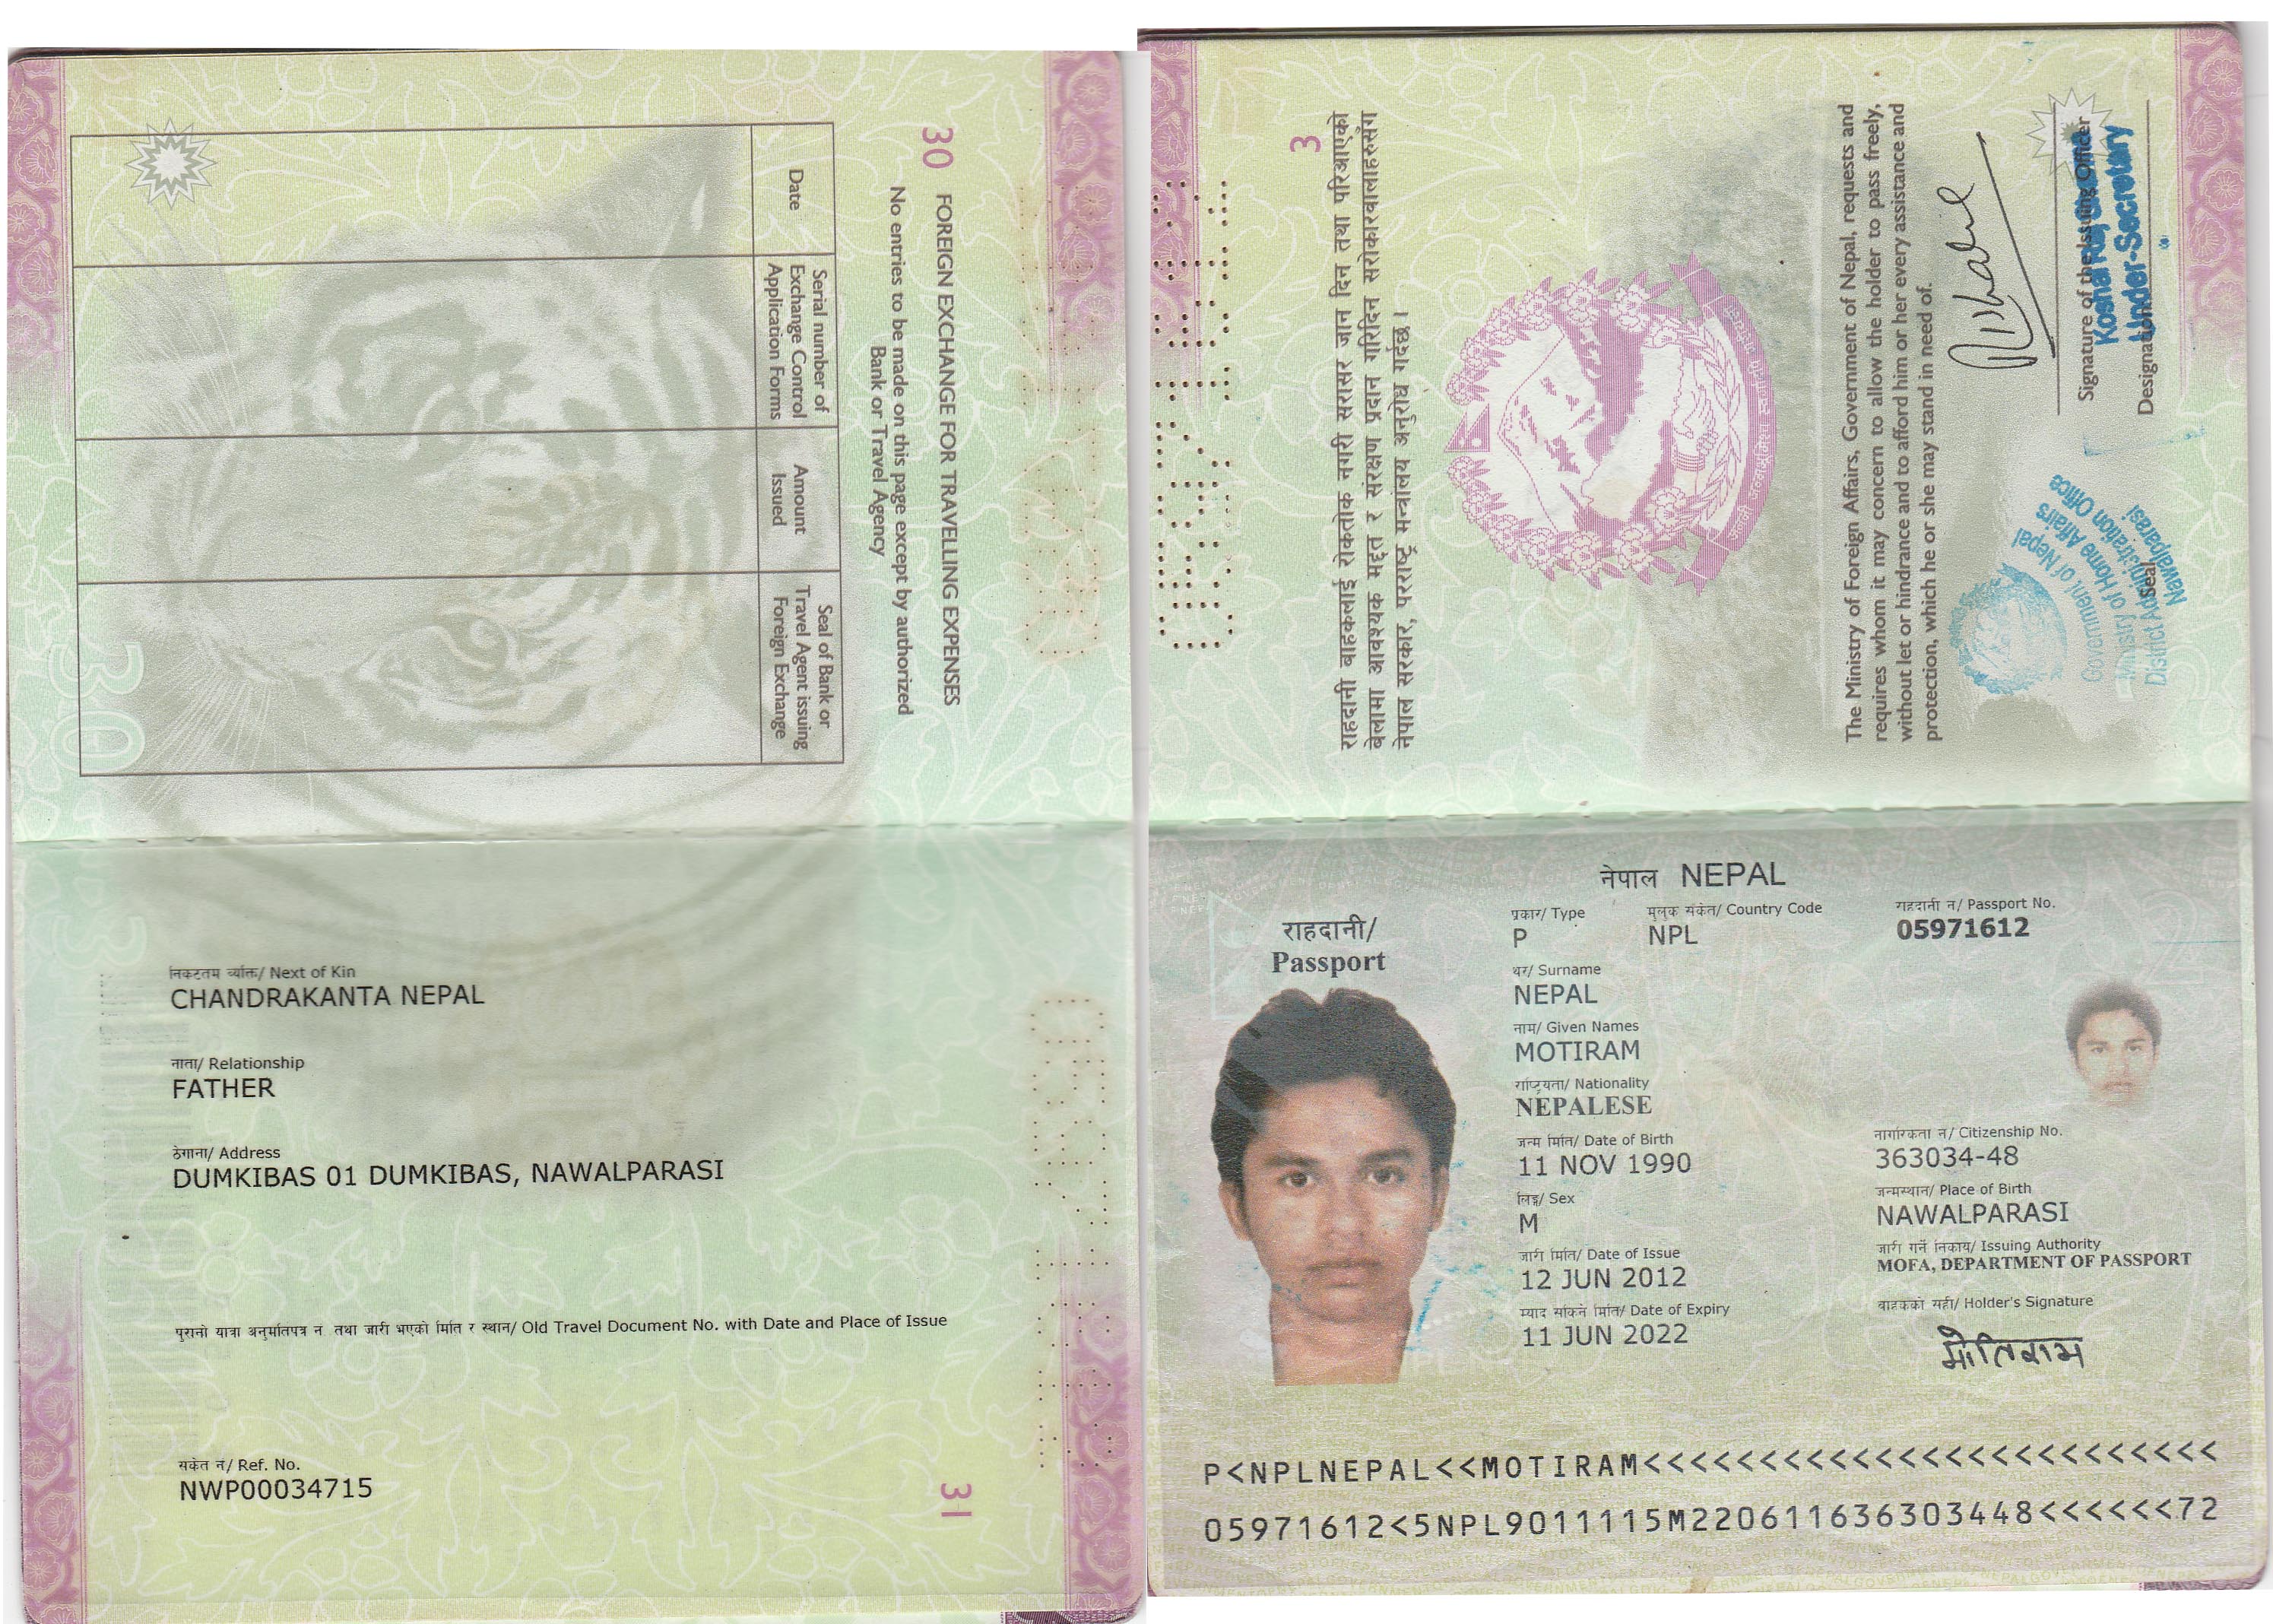 30
FOREIGN EXCHANGE FOR TRAVELLING EXPENSES
No entries to be made on this page except by authorized
Bank or Travel Agency
Date
Serial number of
Exchange Control
Application Forms
Amount
Issued
Seal of Bank or
Travel Agent issuing
Foreign Exchange
30
निकटतम व्यक्ति/ Next of Kin
CHANDRAKANTA NEPAL
नाता/ Relationship
FATHER
ठेगाना/ Address
DUMKIBAS 01 DUMKIBAS, NAWALPARASI
पुरानो यात्रा अनुमतिपत्र नं तथा जारी भएको मिति र स्थान/ Old Travel Document No. with Date and Place of Issue
संकेत नं/ Ref. No.
NWP00034715
31
3
राहदानी वाहकलाई रोकतोक नगरी सरासर जान दिन तथा परिआएको
बेलामा आवश्यक मद्दत र संरक्षण प्रदान गरिदिन सरोकारवालाहरुसँग
नेपाल सरकार, परराष्ट्र मन्त्रालय अनुरोध गर्दछ ।
The Ministry of Foreign Affairs, Government of Nepal, requests and
requires whom it may concern to allow the holder to pass freely,
without let or hindrance and to afford him or her every assistance and
protection, which he or she may stand in need of.
Signature of the Issuing Officer
Under-Secretary
Designation
Government of Nepal
Ministry of Home Affairs
District Administration Office
Nawalparasi
Seal
नेपाल NEPAL
राहदानी/
Passport
प्रकार/ Type
P
मुलुक संकेत/ Country Code
NPL
राहदानी नं/ Passport No.
05971612
थर/ Surname
NEPAL
नाम/ Given Names
MOTIRAM
राष्ट्रियता/ Nationality
NEPALESE
जन्म मिति/ Date of Birth
11 NOV 1990
नागरिकता नं/ Citizenship No.
363034-48
लिङ्ग/ Sex
M
जन्मस्थान/ Place of Birth
NAWALPARASI
जारी मिति/ Date of Issue
12 JUN 2012
जारी गर्ने निकाय/ Issuing Authority
MOFA, DEPARTMENT OF PASSPORT
म्याद सकिने मिति/ Date of Expiry
11 JUN 2022
वाहकको सही/ Holder's Signature
मोतिराम
P<NPLNEPAL<<MOTIRAM<<<<<<<<<<<<<<<<<<<<<<<<<
05971612<5NPL9011115M220611636303448<<<<<<72